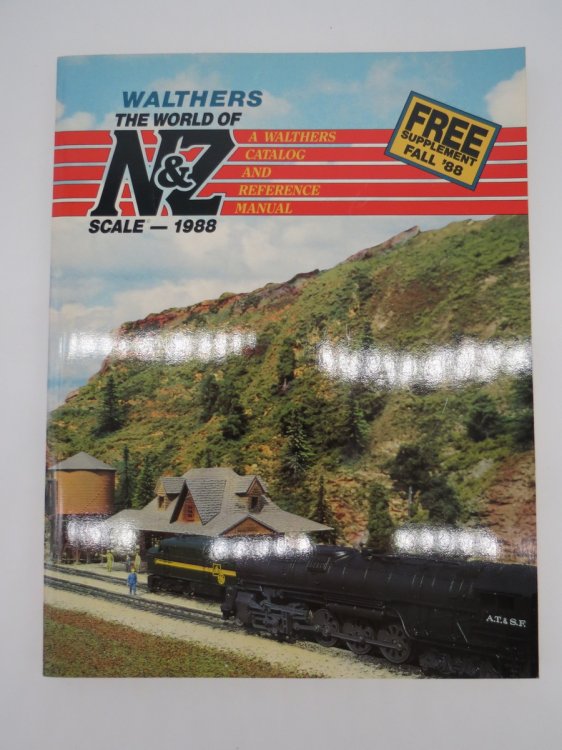 WALTHERS
THE WORLD OF
N&Z
SCALE — 1988
A WALTHERS
CATALOG
AND
REFERENCE
MANUAL
FREE
SUPPLEMENT
FALL '88
A.T. & S.F.